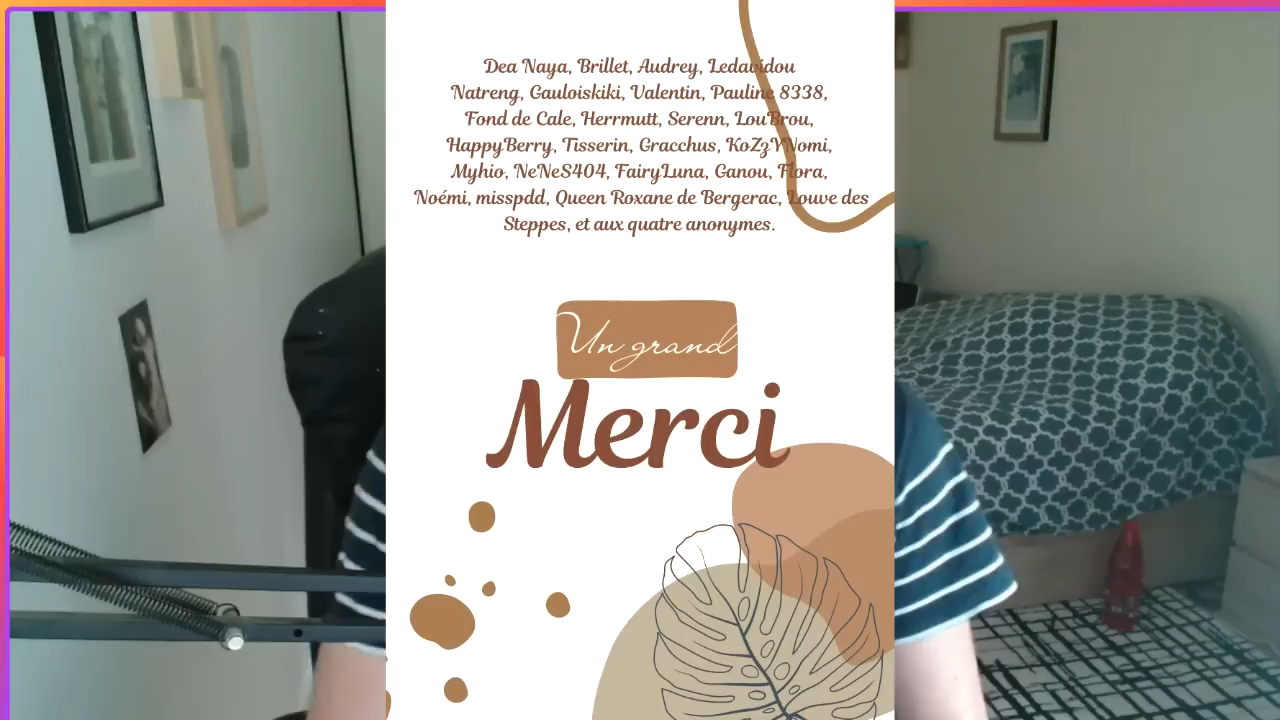 Dea Naya, Brillet, Audrey, Ledavidou
Natreng, Gauloiskiki, Valentin, Pauline 8338,
Fond de Cale, Herrmutt, Serenn, LouBrou,
HappyBerry, Tisserin, Gracchus, KoZzYNomi,
Myhio, NeNeS404, FairyLuna, Ganou, Flora,
Noémi, misspdd, Queen Roxane de Bergerac, Louve des
Steppes, et aux quatre anonymes.
Un grand
Merci